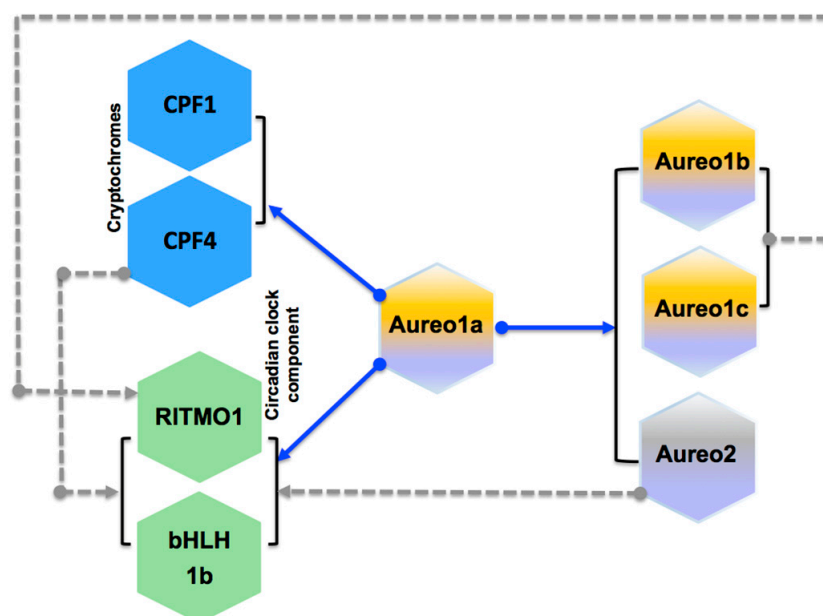 CPF1
Cryptochromes
CPF4
Aureo1b
Aureo1a
Aureo1c
Circadian clock
component
RITMO1
Aureo2
bHLH
1b